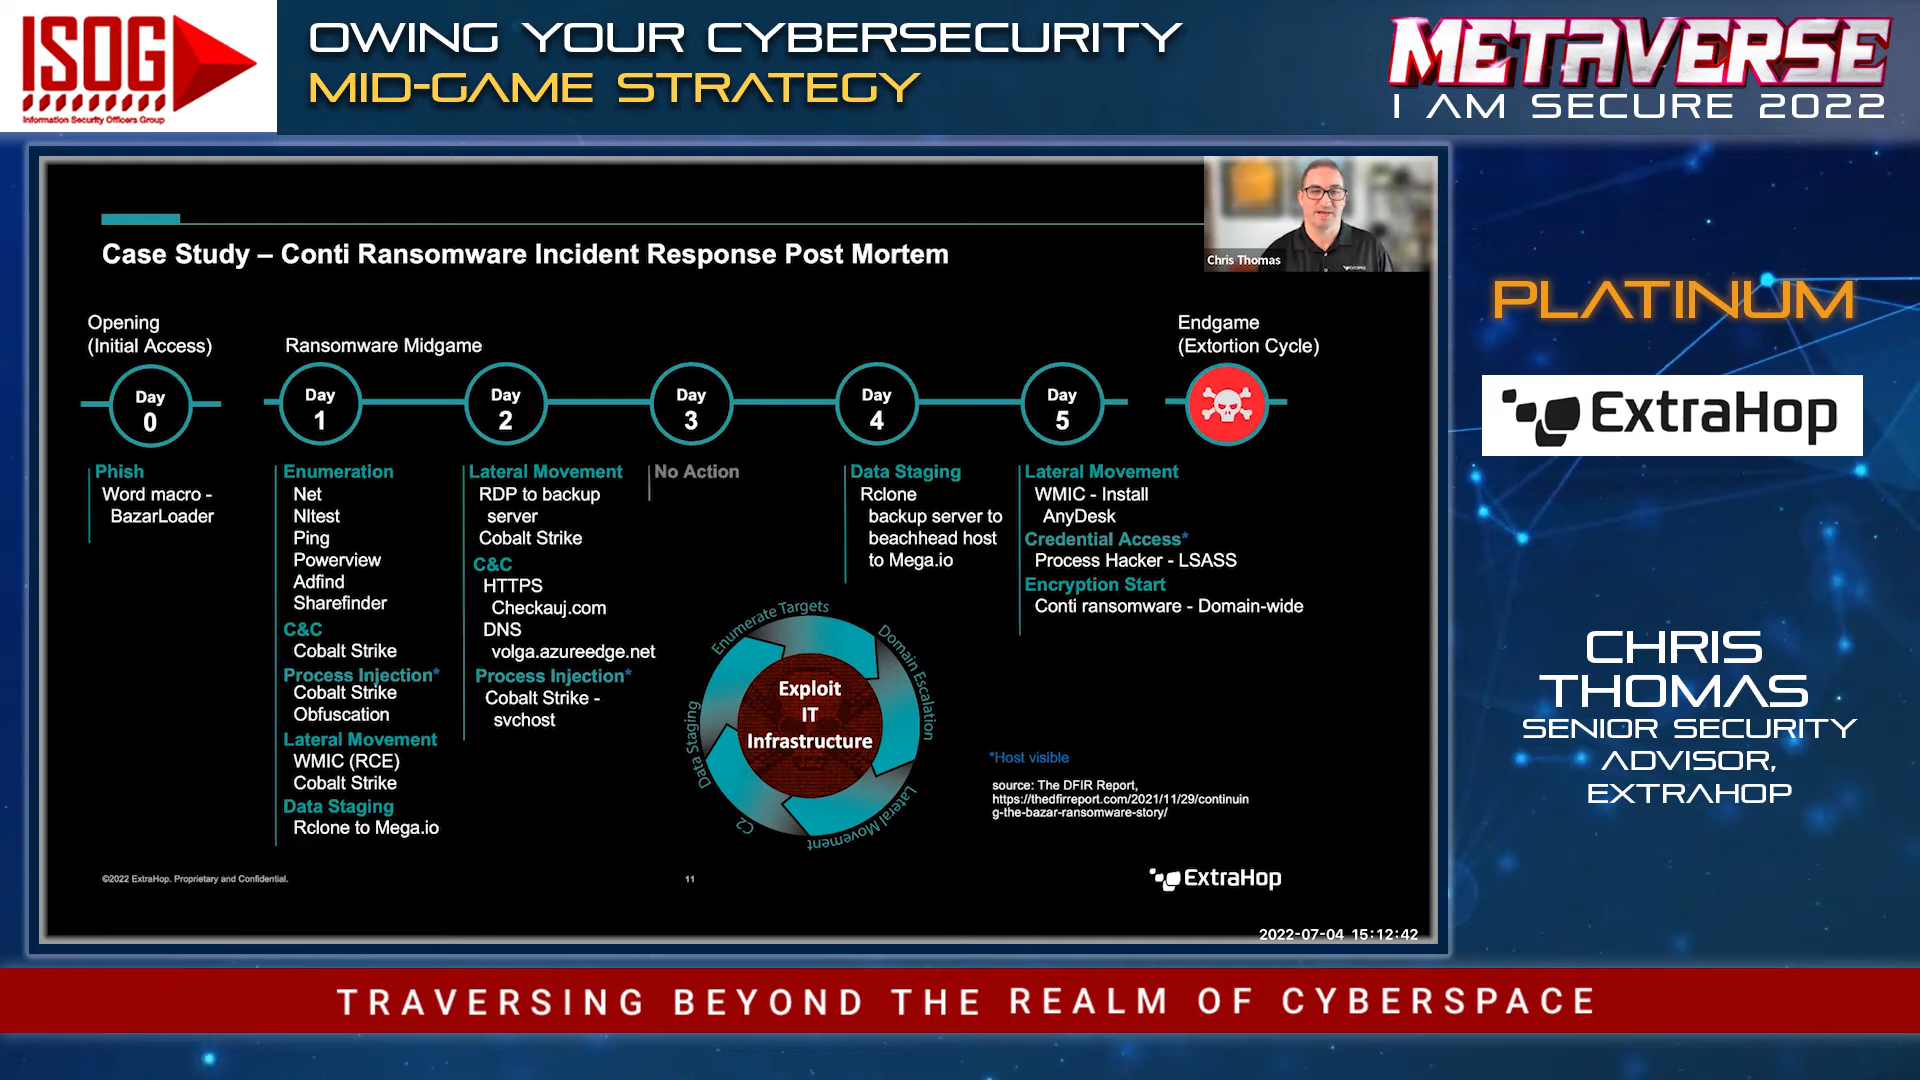 ISOG
Information Security Officers Group
OWING YOUR CYBERSECURITY
MID-GAME STRATEGY
METAVERSE
I AM SECURE 2022
Chris Thomas
Case Study – Conti Ransomware Incident Response Post Mortem
Opening
(Initial Access)
Ransomware Midgame
Endgame
(Extortion Cycle)
Day
0
Day
1
Day
2
Day
3
Day
4
Day
5
Phish
Word macro -
BazarLoader
Enumeration
Net
Nltest
Ping
Powerview
Adfind
Sharefinder
C&C
Cobalt Strike
Process Injection*
Cobalt Strike
Obfuscation
Lateral Movement
WMIC (RCE)
Cobalt Strike
Data Staging
Rclone to Mega.io
Lateral Movement
RDP to backup
server
Cobalt Strike
C&C
HTTPS
Checkauj.com
DNS
volga.azureedge.net
Process Injection*
Cobalt Strike -
svchost
No Action
Data Staging
Rclone
backup server to
beachhead host
to Mega.io
Lateral Movement
WMIC - Install
AnyDesk
Credential Access*
Process Hacker - LSASS
Encryption Start
Conti ransomware - Domain-wide
Enumerate Targets
Domain Escalation
Lateral Movement
C2
Data Staging
Exploit
IT
Infrastructure
*Host visible
source: The DFIR Report,
https://thedfirreport.com/2021/11/29/continuin
g-the-bazar-ransomware-story/
©2022 ExtraHop. Proprietary and Confidential.
11
ExtraHop
2022-07-04 15:12:42
PLATINUM
ExtraHop
CHRIS
THOMAS
SENIOR SECURITY
ADVISOR,
EXTRAHOP
TRAVERSING BEYOND THE REALM OF CYBERSPACE